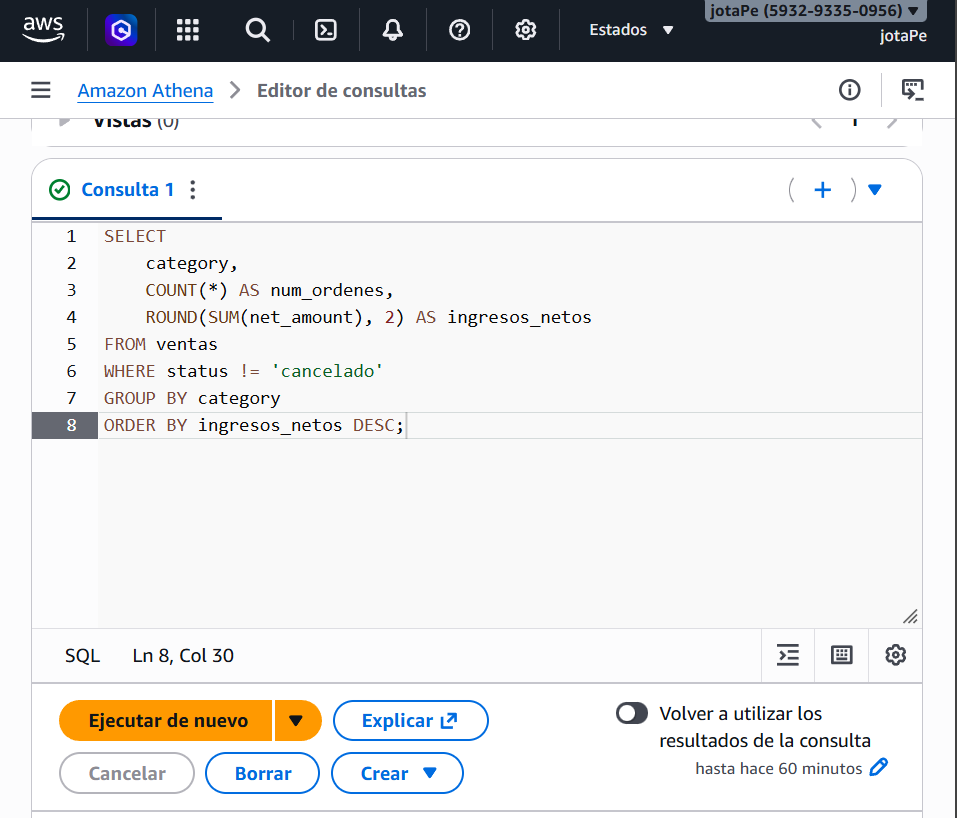 aws
Estados
jotaPe (5932-9335-0956)
jotaPe
Amazon Athena
Editor de consultas
Vistas (0)
1
Consulta 1
1 SELECT
2 category,
3 COUNT(*) AS num_ordenes,
4 ROUND(SUM(net_amount), 2) AS ingresos_netos
5 FROM ventas
6 WHERE status != 'cancelado'
7 GROUP BY category
8 ORDER BY ingresos_netos DESC;
SQL Ln 8, Col 30
Ejecutar de nuevo
Explicar
Cancelar
Borrar
Crear
Volver a utilizar los
resultados de la consulta
hasta hace 60 minutos